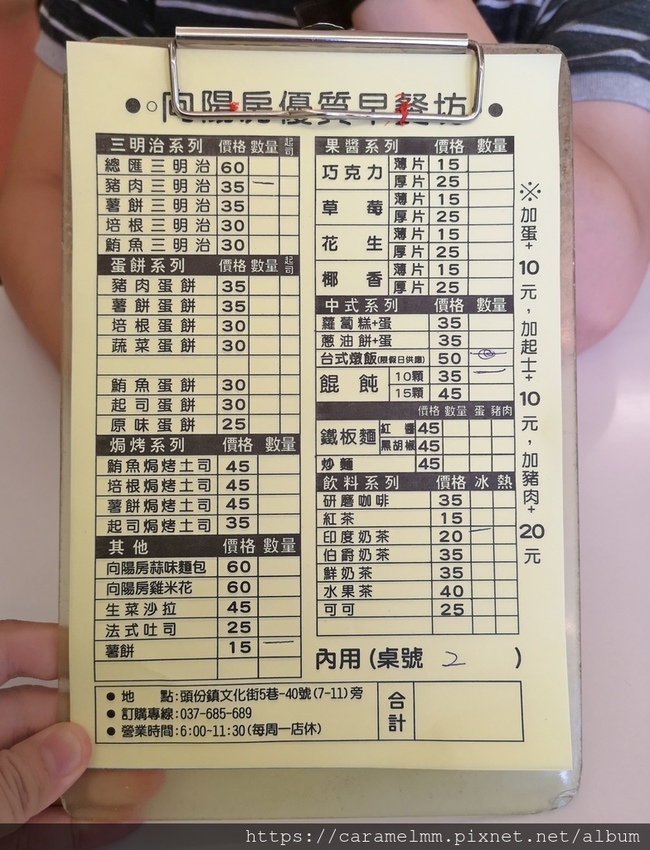 向陽房優質早餐坊
三明治系列 價格 數量 起司
總匯三明治 60
豬肉三明治 35 一
薯餅三明治 35
培根三明治 30
鮪魚三明治 30
蛋餅系列 價格 數量 起司
豬肉蛋餅 35
薯餅蛋餅 35
培根蛋餅 30
蔬菜蛋餅 30
鮪魚蛋餅 30
起司蛋餅 30
原味蛋餅 25
焗烤系列 價格 數量
鮪魚焗烤土司 45
培根焗烤土司 45
薯餅焗烤土司 45
起司焗烤土司 35
其他 價格 數量
向陽房蒜味麵包 60
向陽房雞米花 60
生菜沙拉 45
法式吐司 25
薯餅 15 一
果醬系列 價格 數量
巧克力 薄片 15
厚片 25
草莓 薄片 15
厚片 25
花生 薄片 15
厚片 25
椰香 薄片 15
厚片 25
中式系列 價格 數量
蘿蔔糕+蛋 35
蔥油餅+蛋 35
台式燉飯(限假日供應) 50
餛飩 10顆 35 一
15顆 45
價格 數量 蛋 豬肉
鐵板麵 紅醬 45
黑胡椒 45
炒麵 45
飲料系列 價格 冰 熱
研磨咖啡 35
紅茶 15
印度奶茶 20 一
伯爵奶茶 35
鮮奶茶 35
水果茶 40
可可 25
內用(桌號 2 )
※加蛋+10元,加起士+10元,加豬肉+20元
●地 點:頭份鎮文化街5巷-40號(7-11)旁
●訂購專線:037-685-689
●營業時間:6:00-11:30(每周一店休)
合計
https://caramelmm.pixnet.net/album